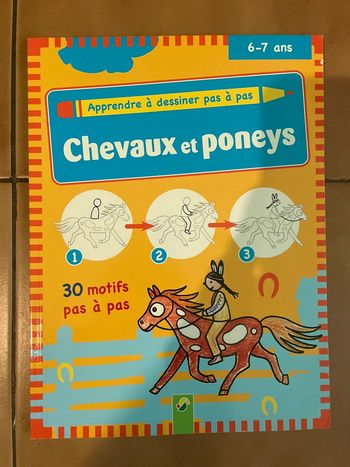 6-7 ans
Apprendre à dessiner pas à pas
Chevaux et poneys
1
2
3
30 motifs
pas à pas